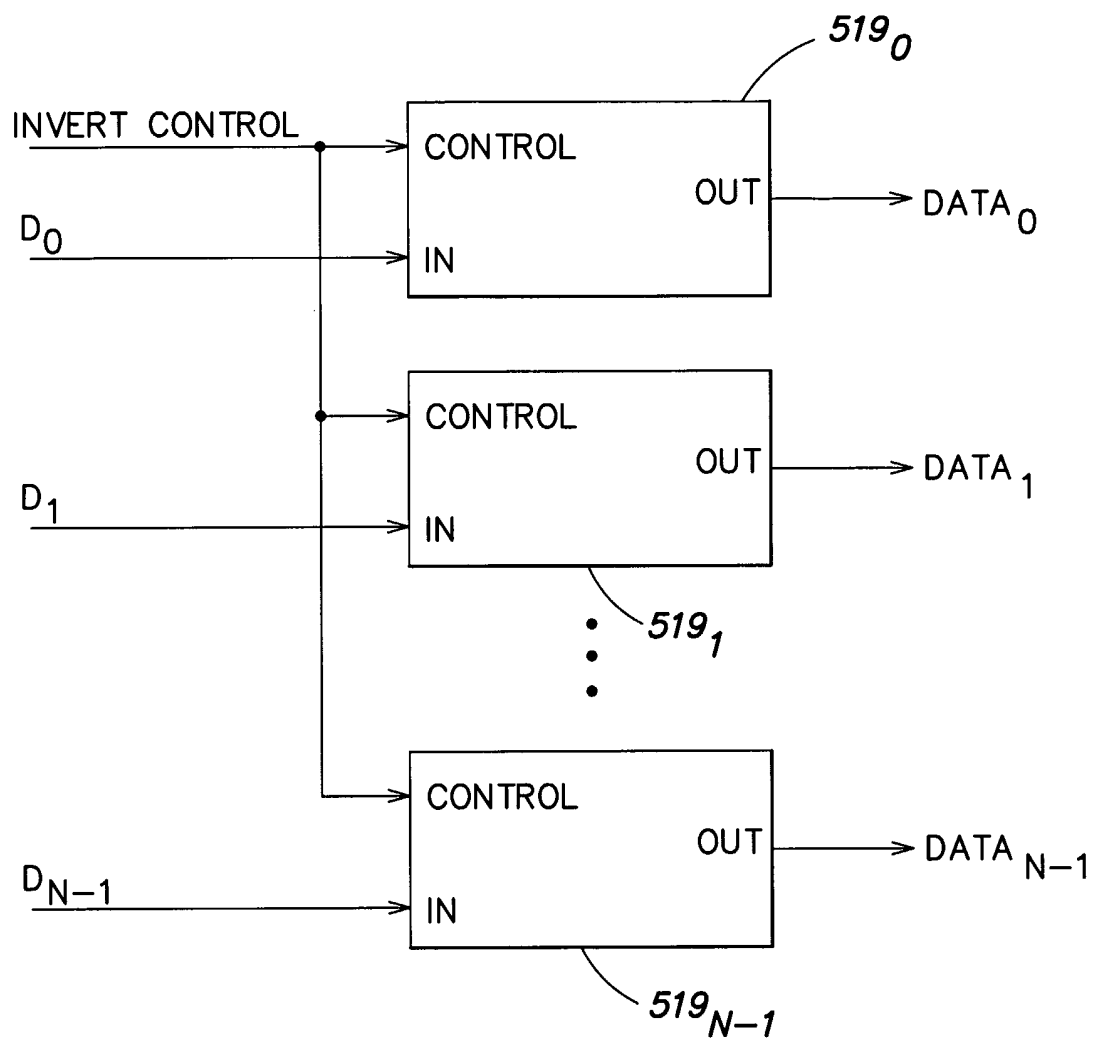 519₀
INVERT CONTROL
CONTROL
OUT
DATA₀
D₀
IN
CONTROL
OUT
DATA₁
D₁
IN
519₁
CONTROL
OUT
DATA N−1
D N−1
IN
519 N−1